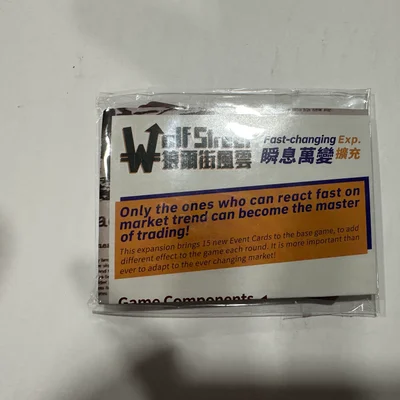 Wolf Street
狼爾街風雲
Fast-changing Exp.
瞬息萬變 擴充
Only the ones who can react fast on
market trend can become the master
of trading!
This expansion brings 15 new Event Cards to the base game, to add
different effect to the game each round. It is more important than
ever to adapt to the ever changing market!
Game Components